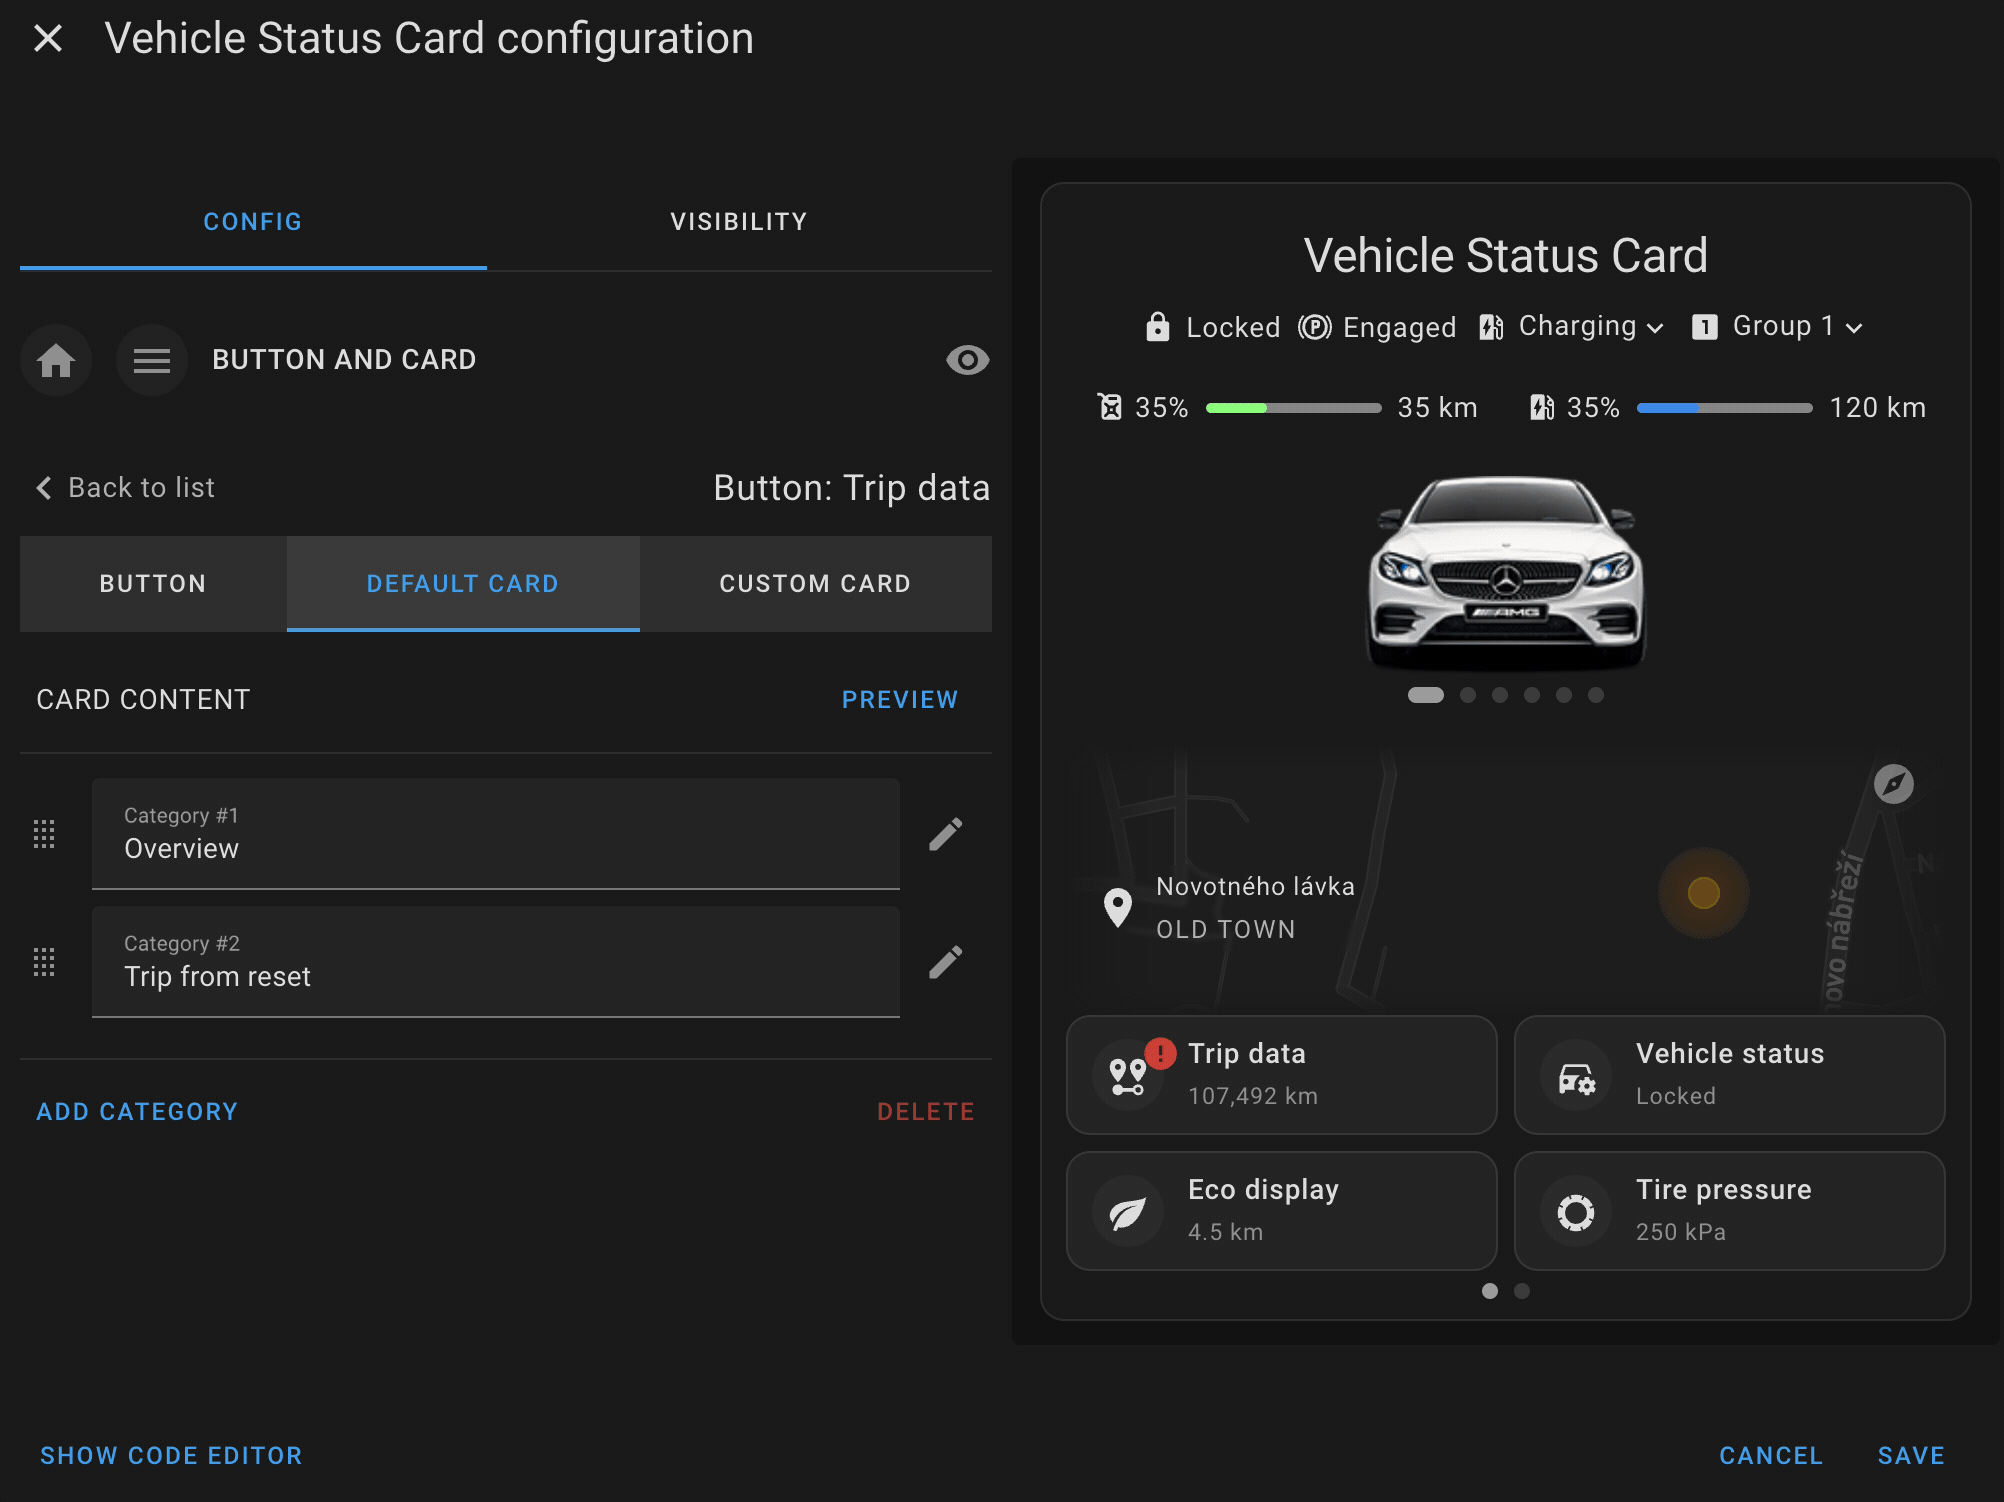 Vehicle Status Card configuration
CONFIG
VISIBILITY
BUTTON AND CARD
Back to list
Button: Trip data
BUTTON
DEFAULT CARD
CUSTOM CARD
CARD CONTENT
PREVIEW
Category #1
Overview
Category #2
Trip from reset
ADD CATEGORY
DELETE
SHOW CODE EDITOR
Vehicle Status Card
Locked
Engaged
Charging
1 Group 1
35%
35 km
35%
120 km
AMG
Novotného lávka
OLD TOWN
novo nábřeží
Trip data
107,492 km
Vehicle status
Locked
Eco display
4.5 km
Tire pressure
250 kPa
CANCEL
SAVE